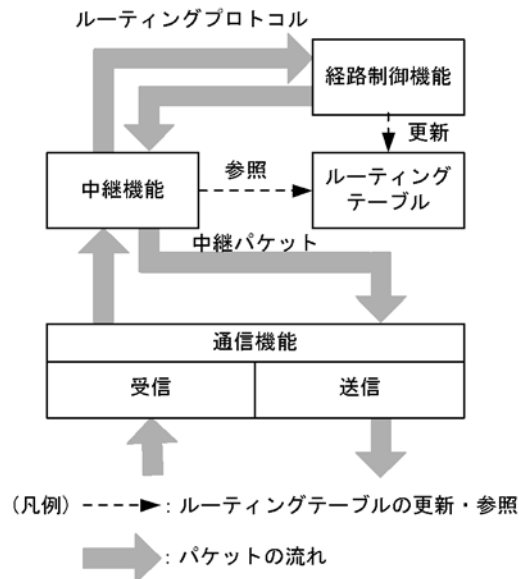 ルーティングプロトコル
経路制御機能
更新
中継機能
参照
ルーティング
テーブル
中継パケット
通信機能
受信
送信
(凡例)
：ルーティングテーブルの更新・参照
：パケットの流れ